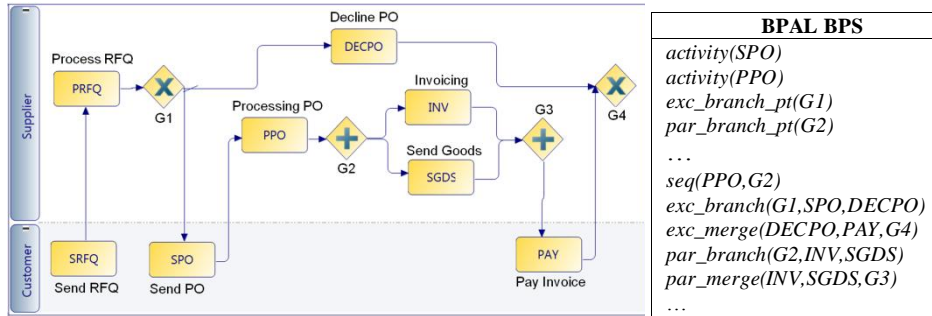 Decline PO
DECPO
Process RFQ
PRFQ
G1
Invoicing
INV
G3
G4
Processing PO
PPO
G2
Send Goods
SGDS
Supplier
Customer
SRFQ
Send RFQ
SPO
Send PO
PAY
Pay Invoice
BPAL BPS
activity(SPO)
activity(PPO)
exc_branch_pt(G1)
par_branch_pt(G2)
…
seq(PPO,G2)
exc_branch(G1,SPO,DECPO)
exc_merge(DECPO,PAY,G4)
par_branch(G2,INV,SGDS)
par_merge(INV,SGDS,G3)
…